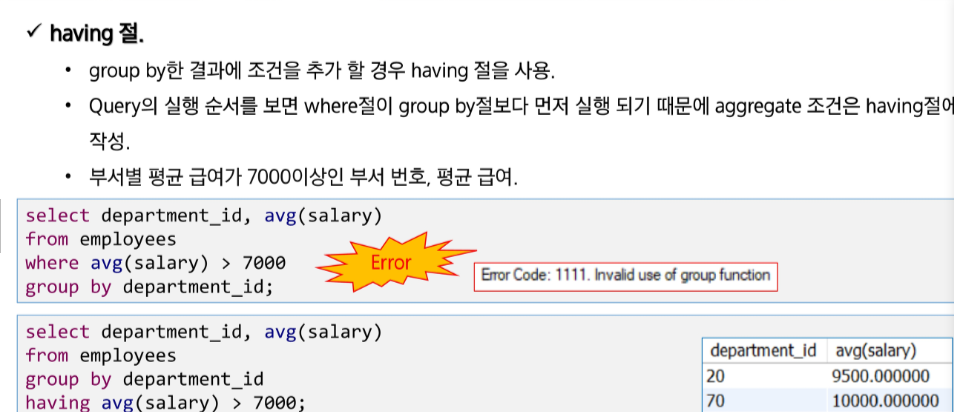 ✓ having 절.
• group by한 결과에 조건을 추가 할 경우 having 절을 사용.
• Query의 실행 순서를 보면 where절이 group by절보다 먼저 실행 되기 때문에 aggregate 조건은 having절에
작성.
• 부서별 평균 급여가 7000이상인 부서 번호, 평균 급여.
select department_id, avg(salary)
from employees
where avg(salary) > 7000
group by department_id;
Error
Error Code: 1111. Invalid use of group function
select department_id, avg(salary)
from employees
group by department_id
having avg(salary) > 7000;
department_id avg(salary)
20 9500.000000
70 10000.000000